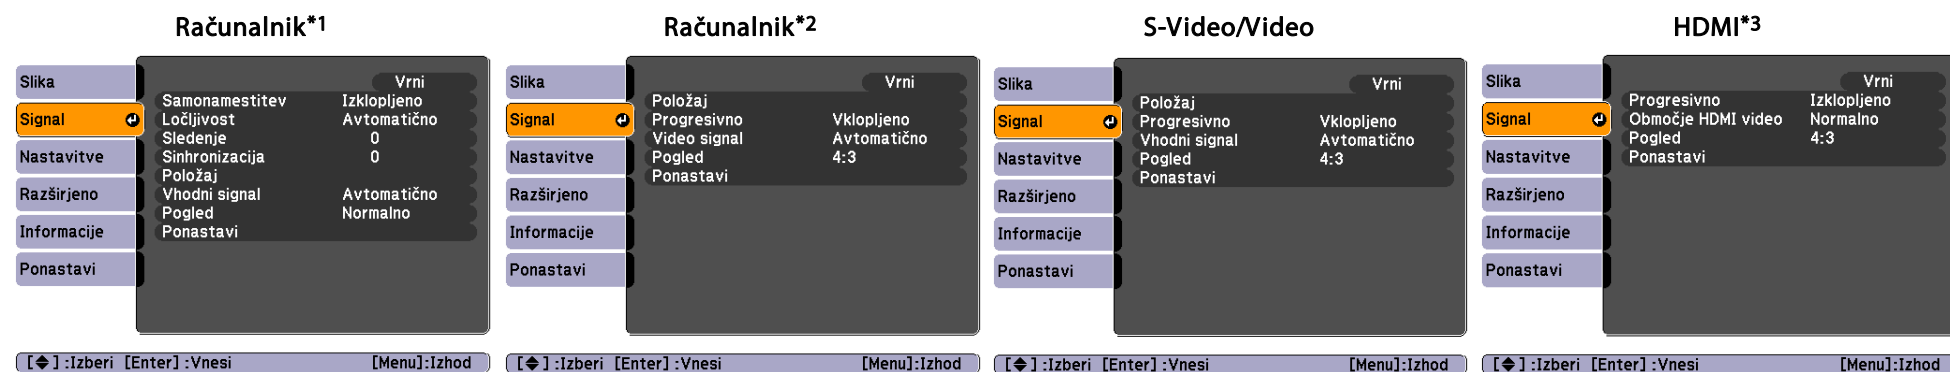 Računalnik*1
Slika
Signal
Nastavitve
Razširjeno
Informacije
Ponastavi
Vrni
Samonamestitev Izklopljeno
Ločljivost Avtomatično
Sledenje 0
Sinhronizacija 0
Položaj
Vhodni signal Avtomatično
Pogled Normalno
Ponastavi
[◆] :Izberi [Enter] :Vnesi [Menu]:Izhod
Računalnik*2
Slika
Signal
Nastavitve
Razširjeno
Informacije
Ponastavi
Vrni
Položaj
Progresivno Vklopljeno
Video signal Avtomatično
Pogled 4:3
Ponastavi
[◆] :Izberi [Enter] :Vnesi [Menu]:Izhod
S-Video/Video
Slika
Signal
Nastavitve
Razširjeno
Informacije
Ponastavi
Vrni
Položaj
Progresivno Vklopljeno
Vhodni signal Avtomatično
Pogled 4:3
Ponastavi
[◆] :Izberi [Enter] :Vnesi [Menu]:Izhod
HDMI*3
Slika
Signal
Nastavitve
Razširjeno
Informacije
Ponastavi
Vrni
Progresivno Izklopljeno
Območje HDMI video Normalno
Pogled 4:3
Ponastavi
[◆] :Izberi [Enter] :Vnesi [Menu]:Izhod